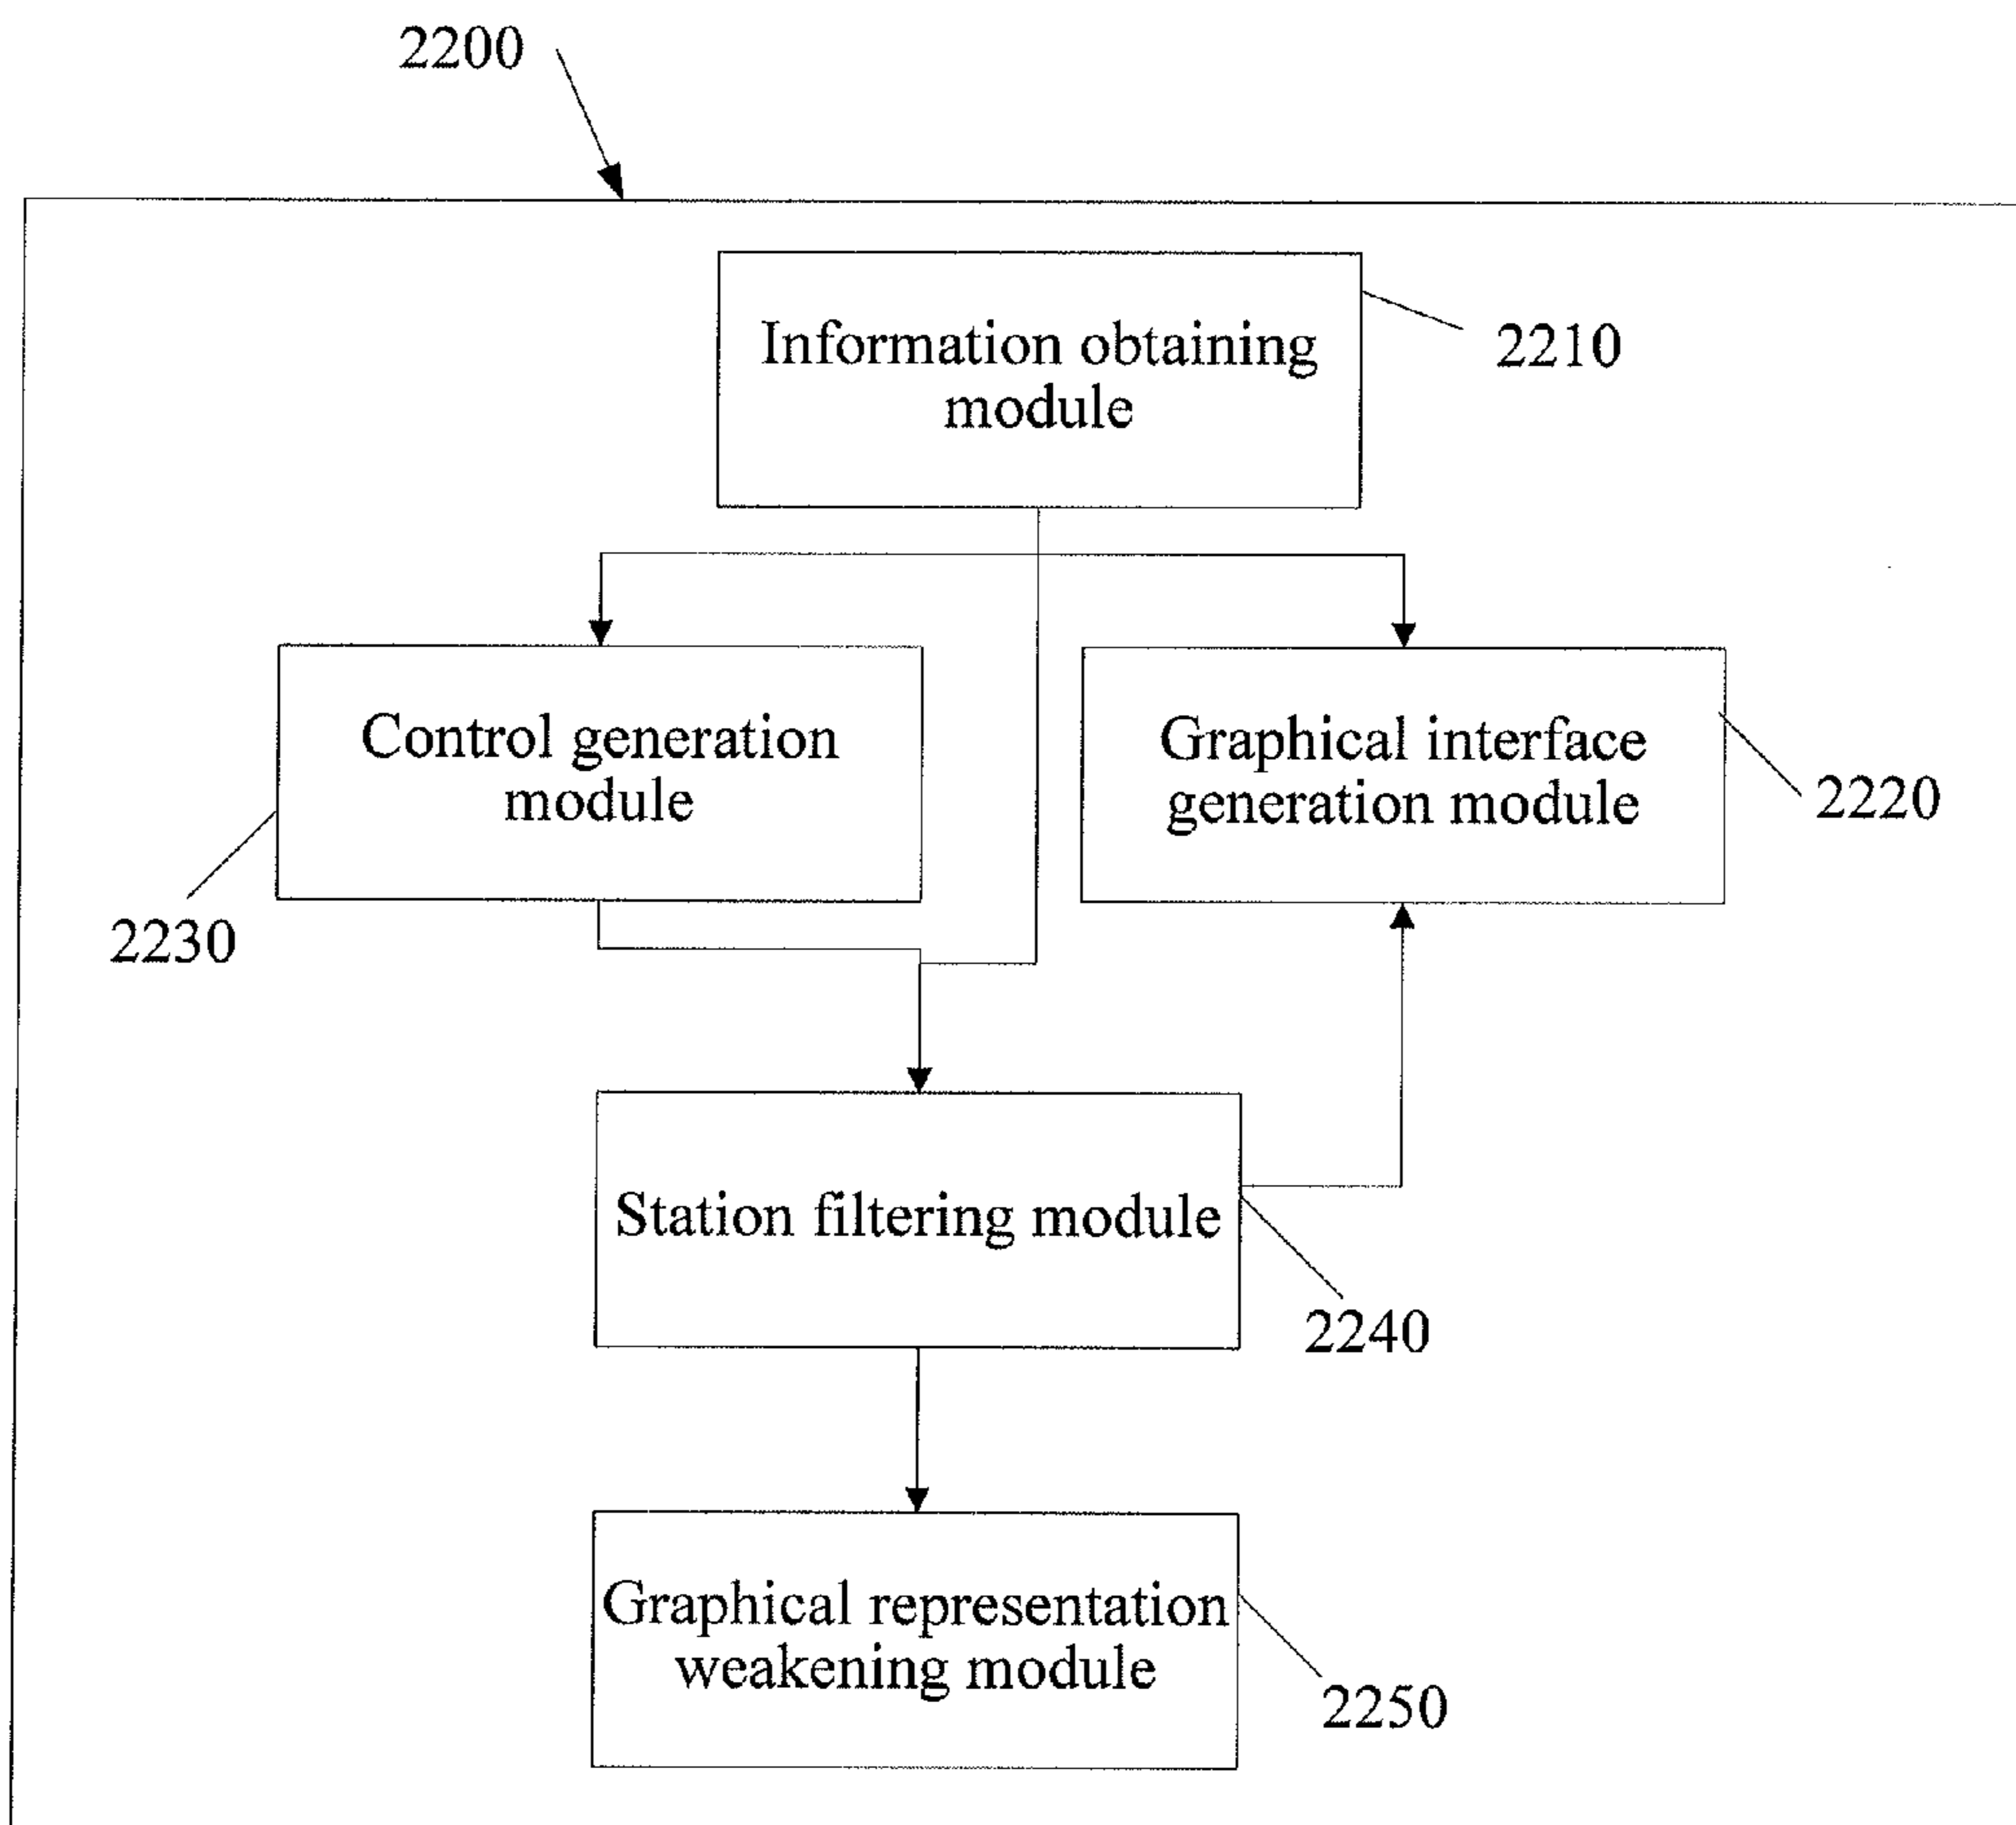 2200
Information obtaining
module
2210
Control generation
module
Graphical interface
generation module
2220
2230
Station filtering module
2240
Graphical representation
weakening module
2250